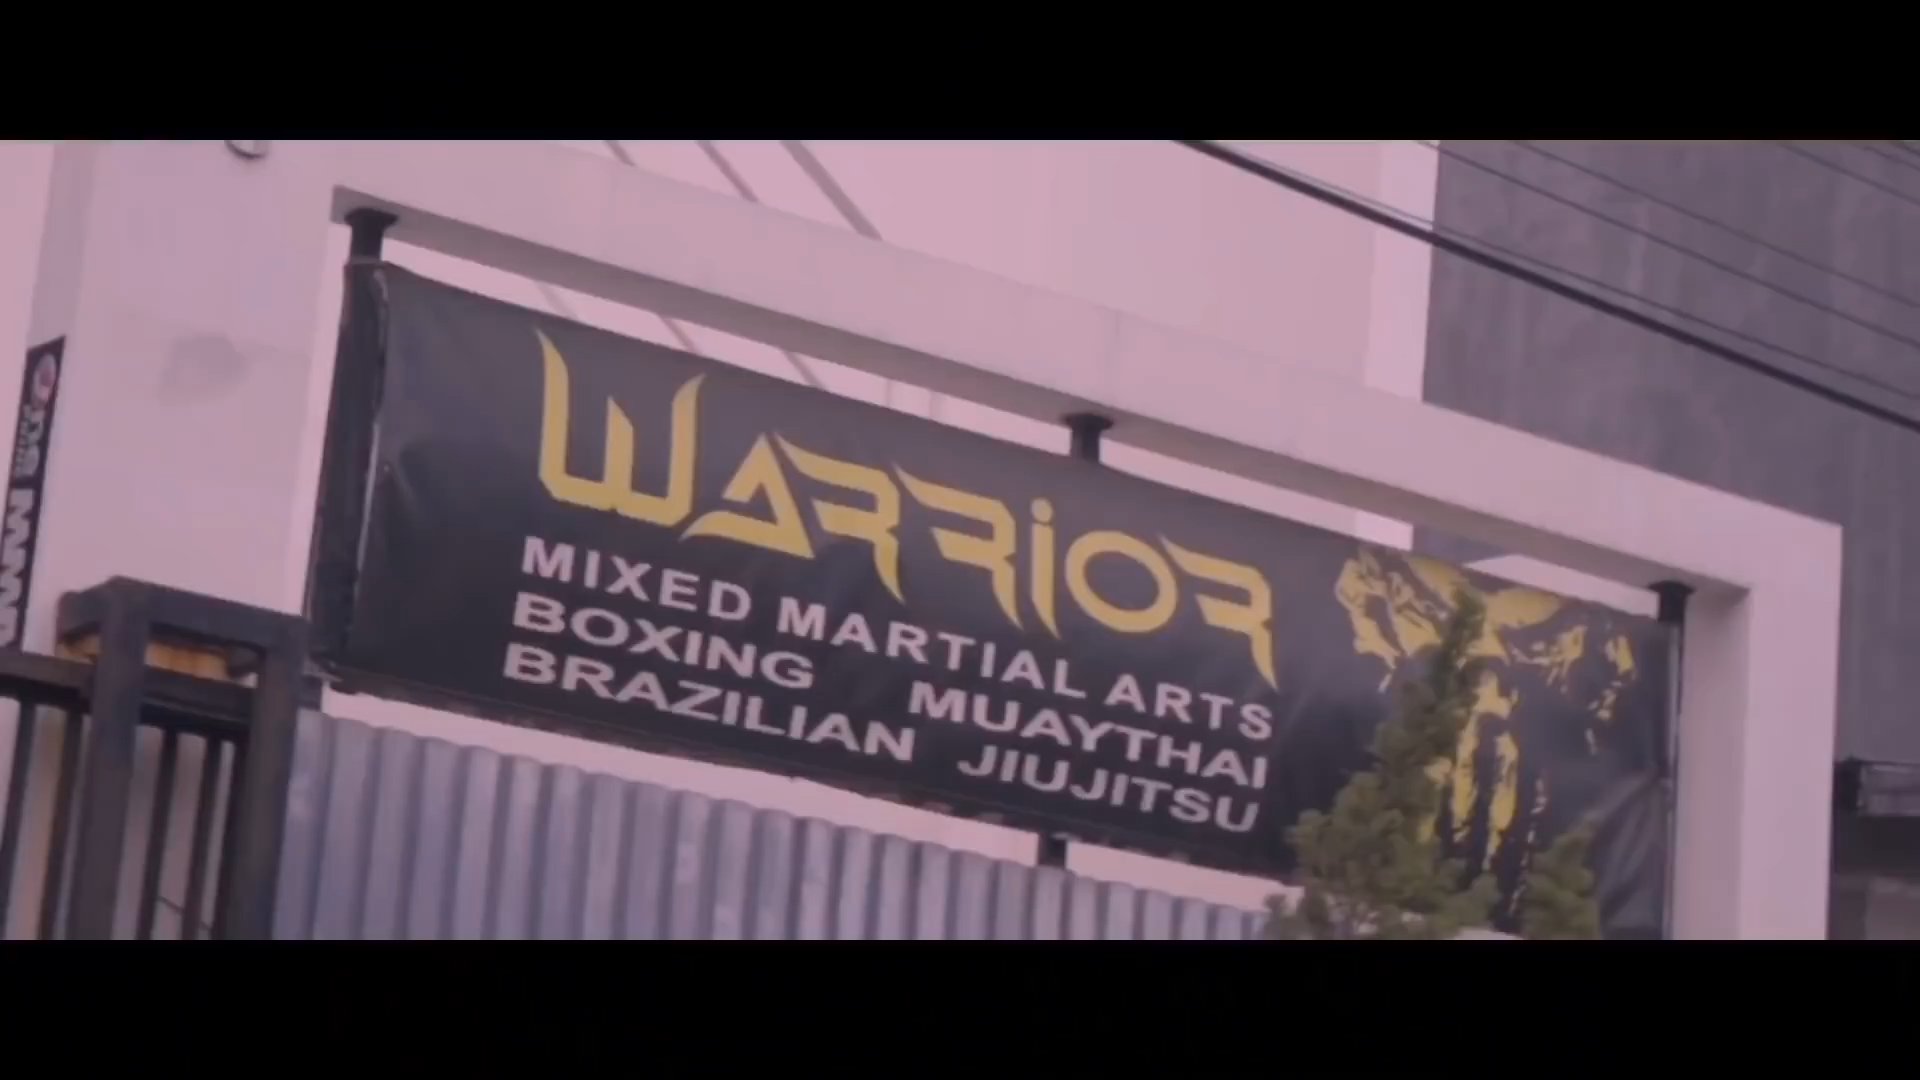 WARRIOR
MIXED MARTIAL ARTS
BOXING MUAYTHAI
BRAZILIAN JIUJITSU